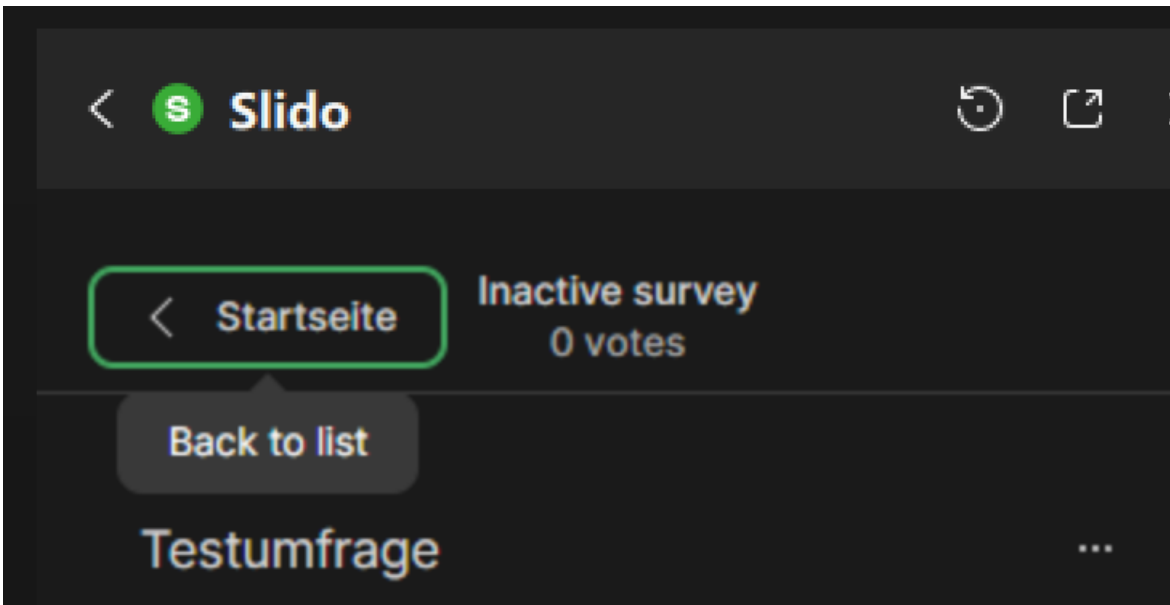 Slido
Startseite
Inactive survey
0 votes
Back to list
Testumfrage